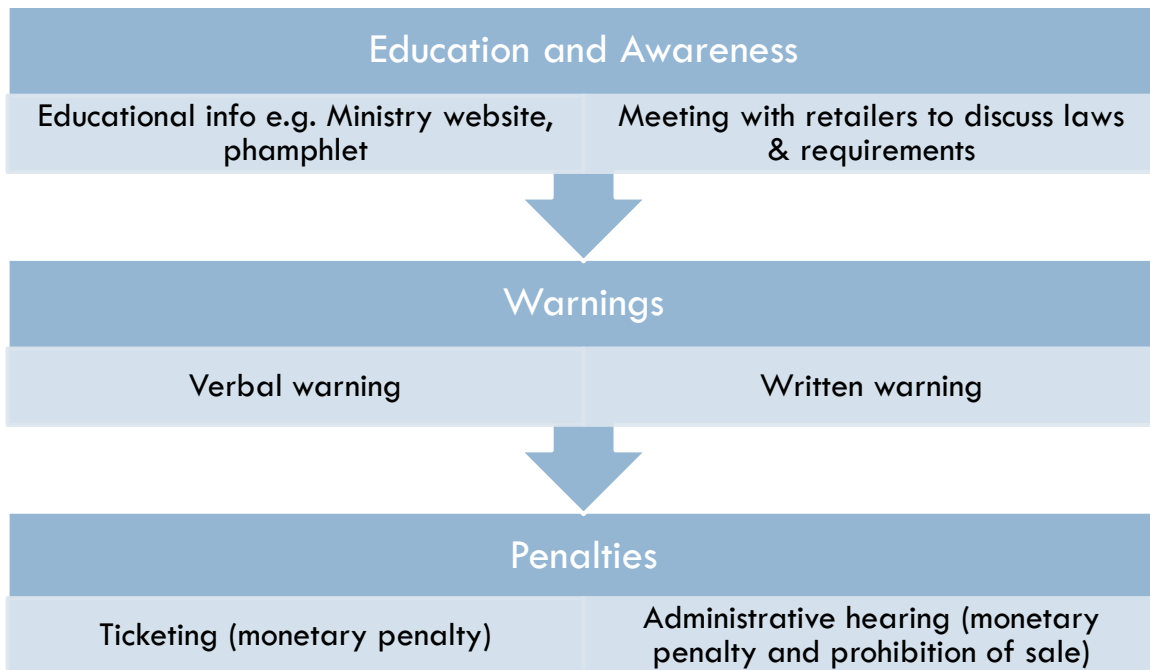 Education and Awareness
Educational info e.g. Ministry website,
phamphlet
Meeting with retailers to discuss laws
& requirements
Warnings
Verbal warning
Written warning
Penalties
Ticketing (monetary penalty)
Administrative hearing (monetary
penalty and prohibition of sale)